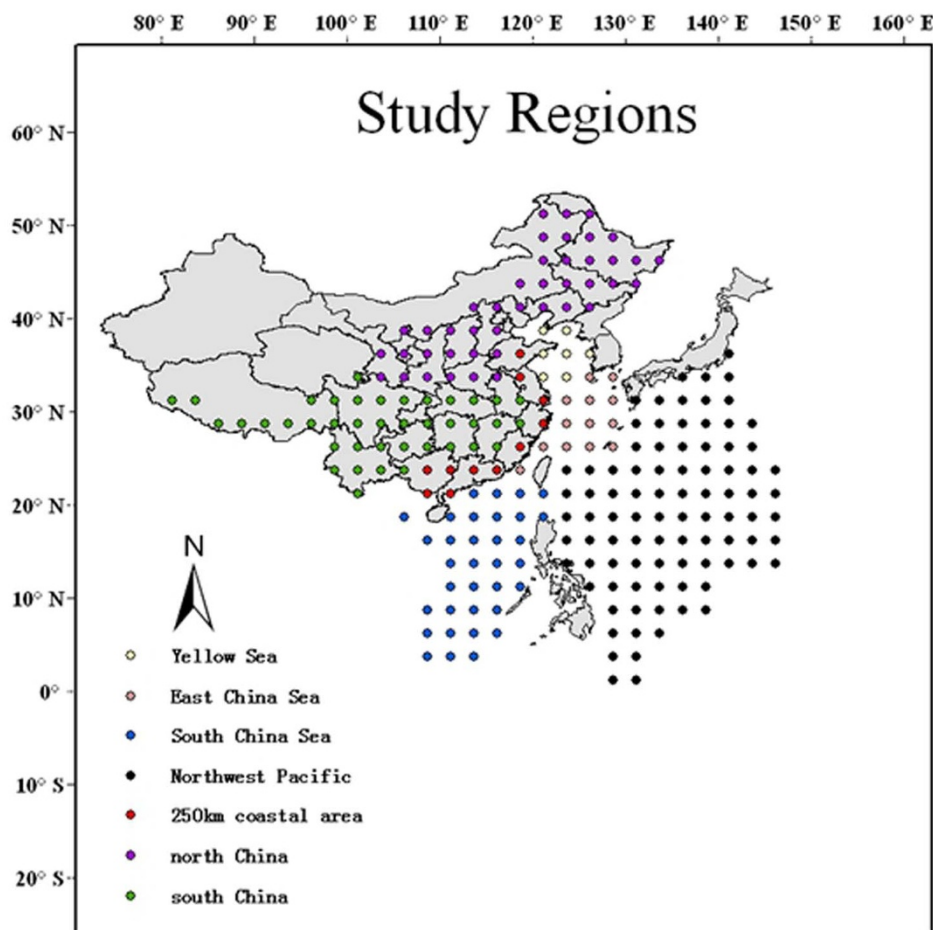 80° E 90° E 100° E 110° E 120° E 130° E 140° E 150° E 160° E
Study Regions
60° N
50° N
40° N
30° N
20° N
10° N
0°
10° S
20° S
N
Yellow Sea
East China Sea
South China Sea
Northwest Pacific
250km coastal area
north China
south China